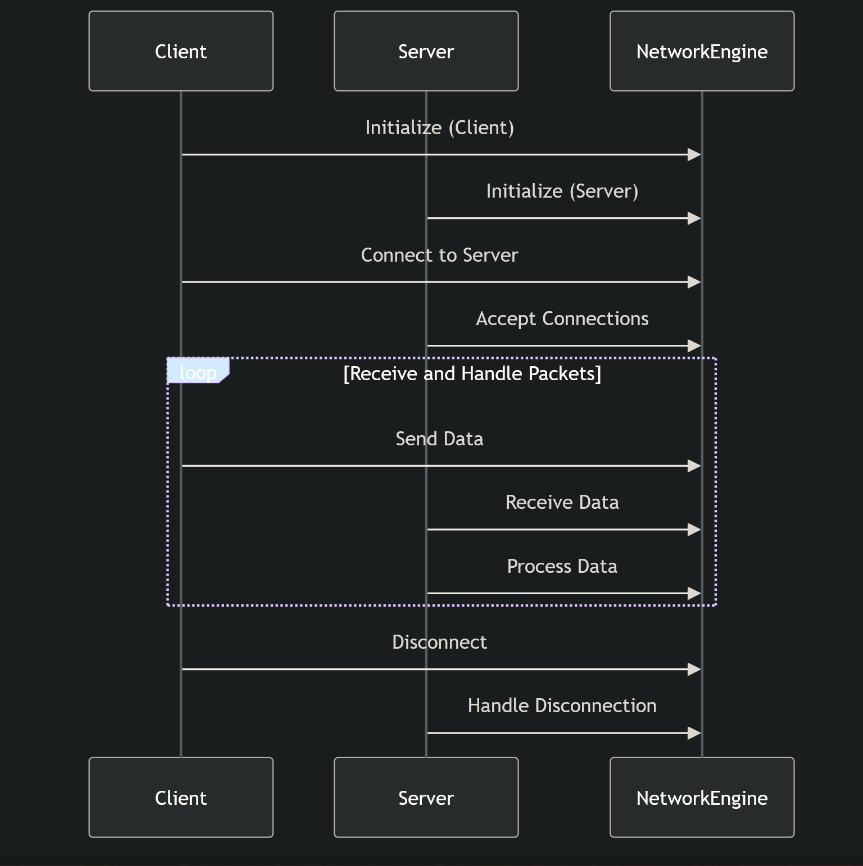 Client
Server
NetworkEngine
Initialize (Client)
Initialize (Server)
Connect to Server
Accept Connections
loop
[Receive and Handle Packets]
Send Data
Receive Data
Process Data
Disconnect
Handle Disconnection
Client
Server
NetworkEngine